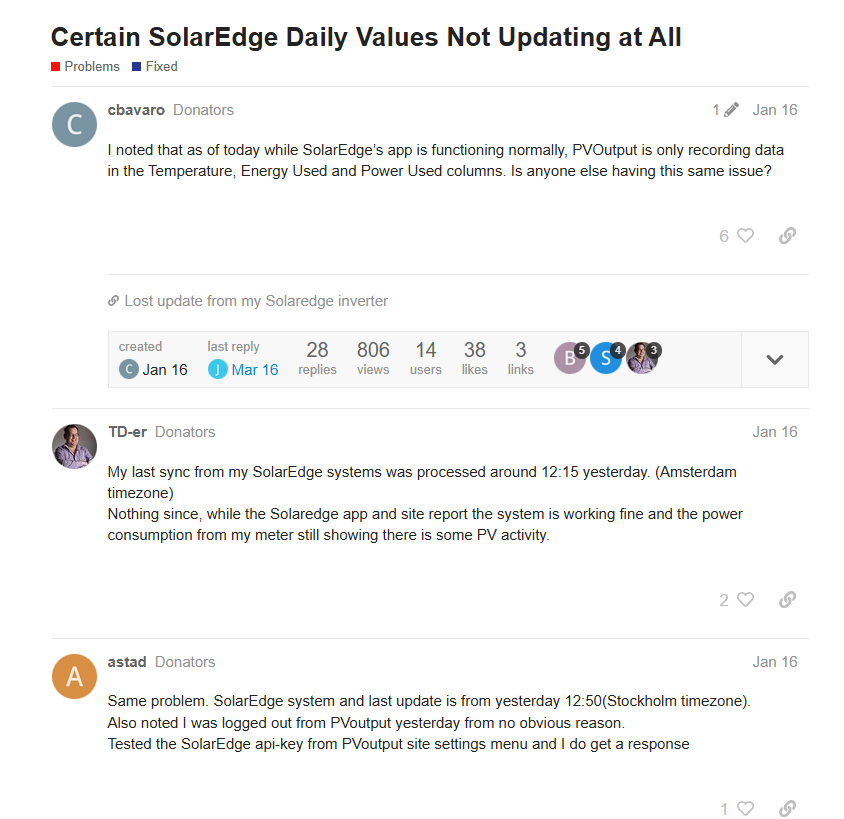 Certain SolarEdge Daily Values Not Updating at All
Problems Fixed
C
cbavaro Donators 1 Jan 16
I noted that as of today while SolarEdge's app is functioning normally, PVOutput is only recording data
in the Temperature, Energy Used and Power Used columns. Is anyone else having this same issue?
6
Lost update from my Solaredge inverter
created last reply 28 806 14 38 3 B 5 S 4 3
C Jan 16 J Mar 16 replies views users likes links
TD-er Donators Jan 16
My last sync from my SolarEdge systems was processed around 12:15 yesterday. (Amsterdam
timezone)
Nothing since, while the Solaredge app and site report the system is working fine and the power
consumption from my meter still showing there is some PV activity.
2
A
astad Donators Jan 16
Same problem. SolarEdge system and last update is from yesterday 12:50(Stockholm timezone).
Also noted I was logged out from PVoutput yesterday from no obvious reason.
Tested the SolarEdge api-key from PVoutput site settings menu and I do get a response
1